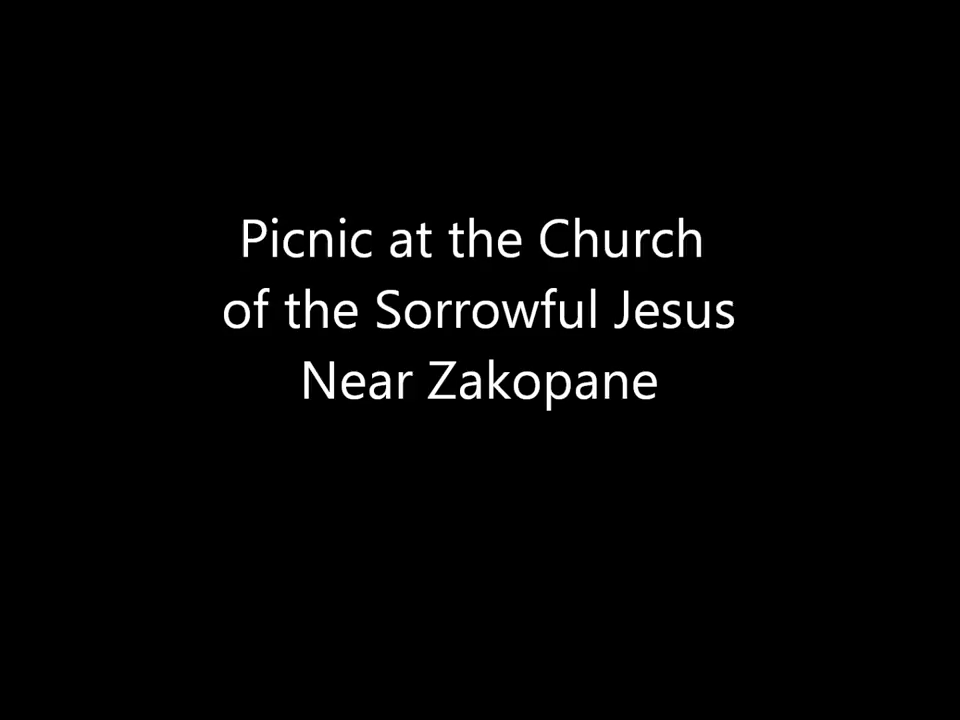 Picnic at the Church
of the Sorrowful Jesus
Near Zakopane